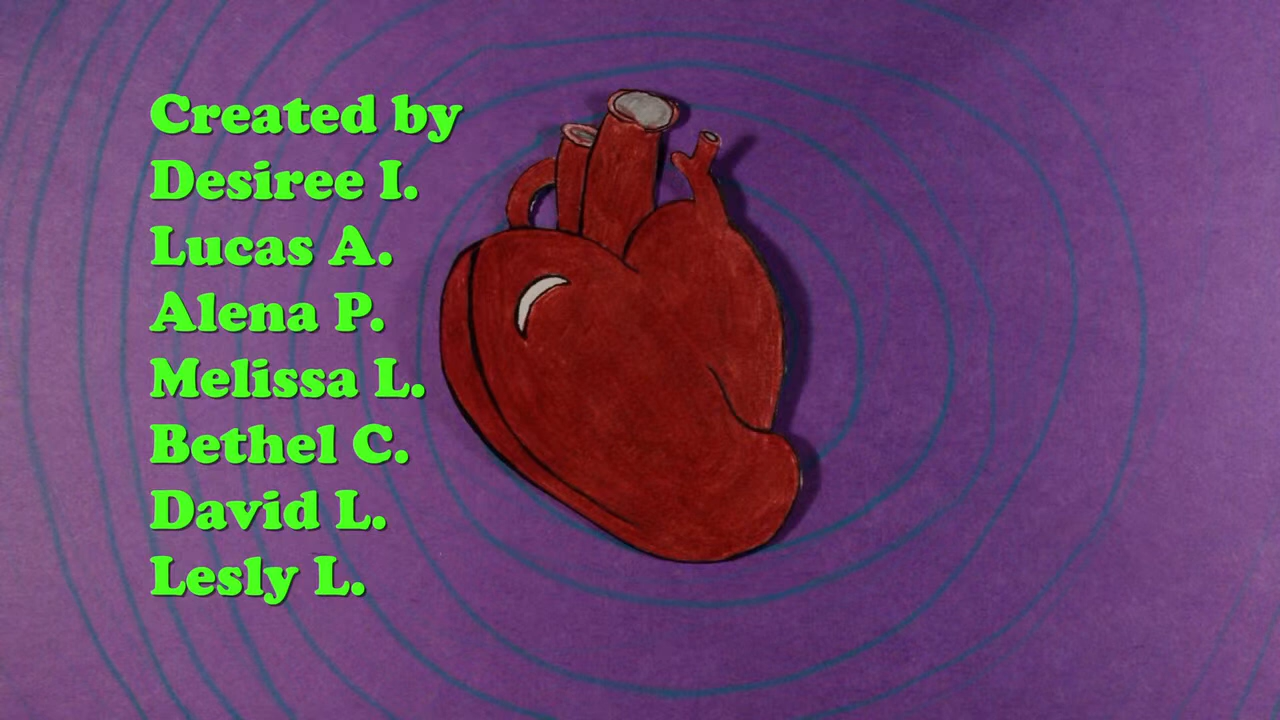 Created by
Desiree I.
Lucas A.
Alena P.
Melissa L.
Bethel C.
David L.
Lesly L.